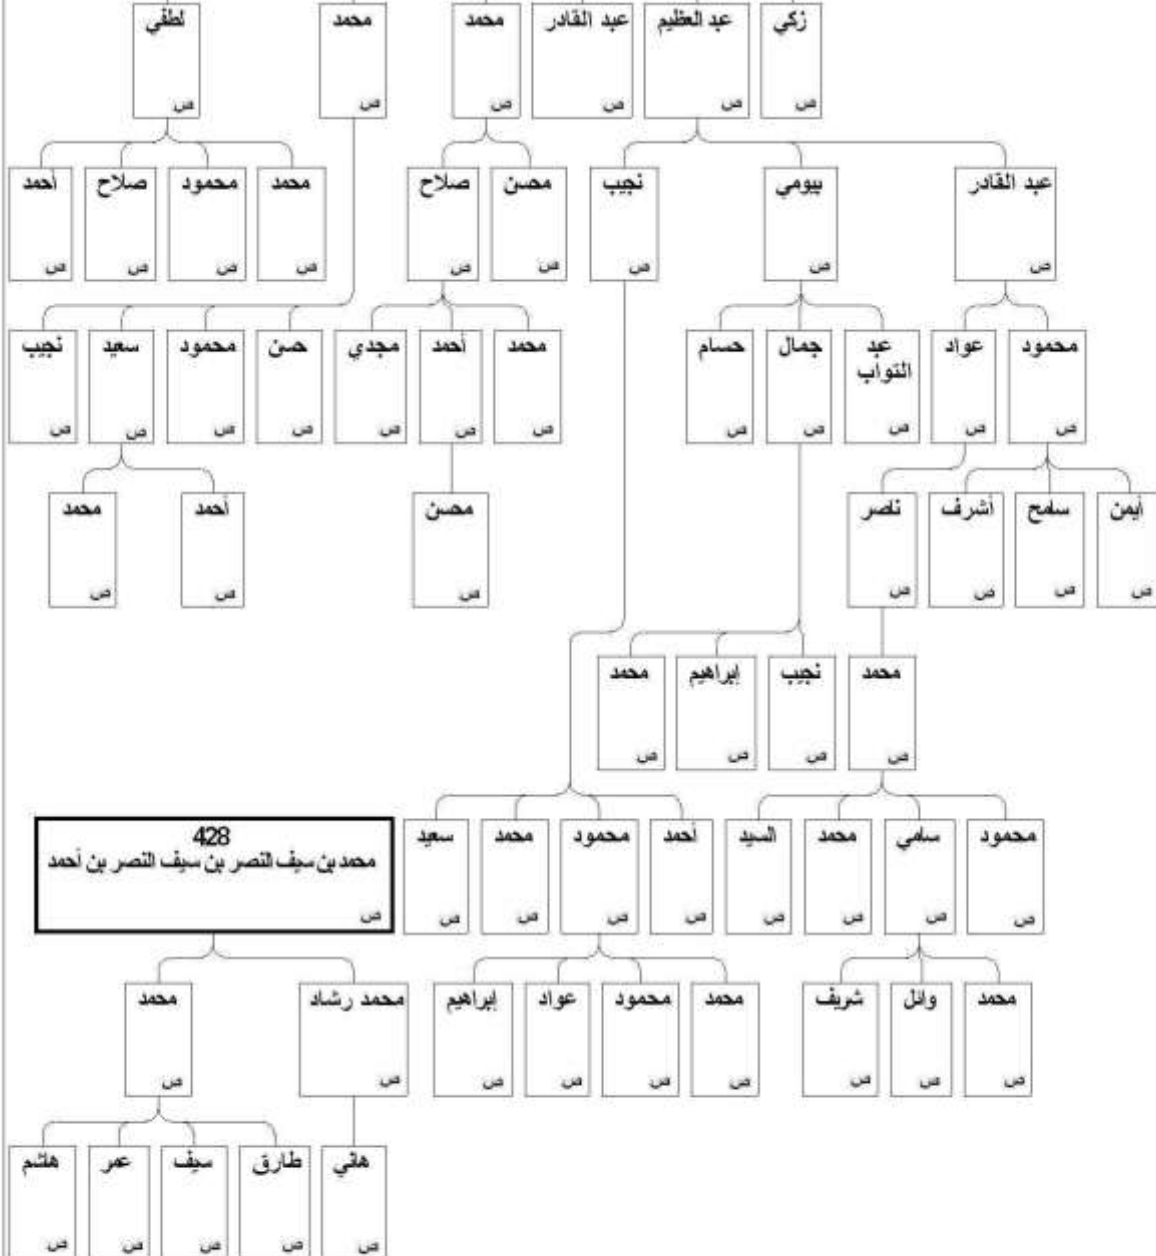 زكي
عبد العظيم
عبد القادر
محمد
محمد
لطفي
ص
ص
ص
ص
ص
ص
عبد القادر
بيومي
نجيب
محسن
صلاح
محمد
محمود
صلاح
أحمد
ص
ص
ص
ص
ص
ص
ص
ص
ص
محمود
عواد
عبد
التواب
جمال
حسام
محمد
أحمد
مجدي
حسن
محمود
سعيد
نجيب
ص
ص
ص
ص
ص
ص
ص
ص
ص
ص
ص
ص
أيمن
سامح
أشرف
ناصر
محسن
أحمد
محمد
ص
ص
ص
ص
ص
ص
ص
محمد
نجيب
إبراهيم
محمد
ص
ص
ص
ص
محمود
سامي
محمد
السيد
أحمد
محمود
محمد
سعيد
428
محمد بن سيف النصر بن سيف النصر بن أحمد
ص
ص
ص
ص
ص
ص
ص
ص
ص
محمد
وائل
شريف
محمد
محمود
عواد
إبراهيم
محمد رشاد
محمد
ص
ص
ص
ص
ص
ص
ص
ص
ص
هاني
طارق
سيف
عمر
هاشم
ص
ص
ص
ص
ص